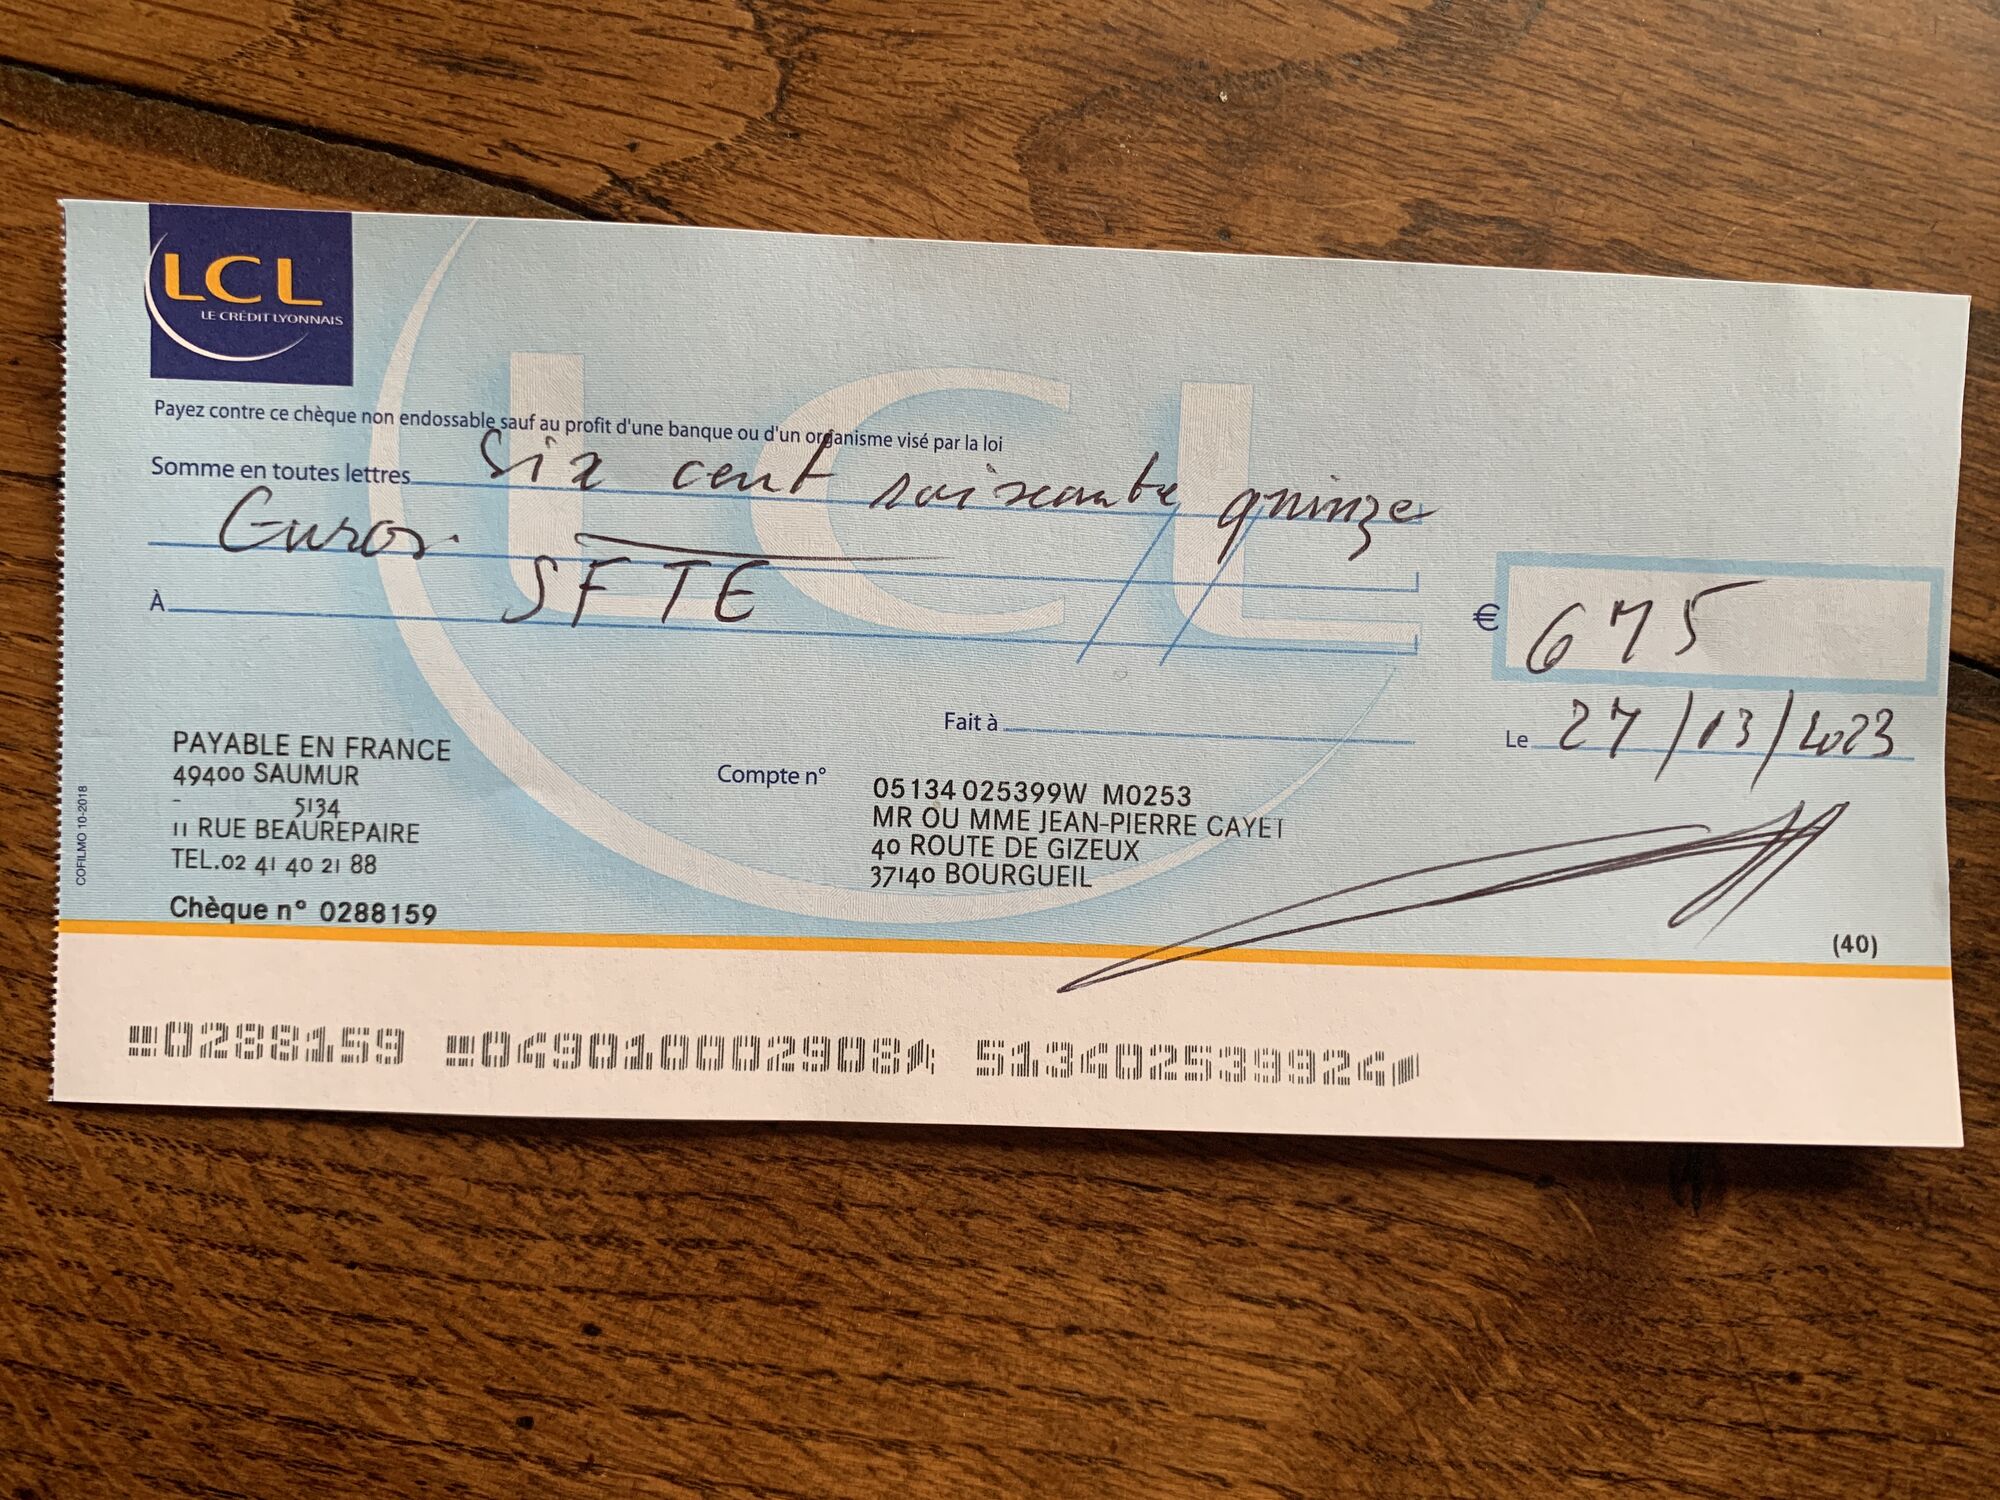 LCL
LE CRÉDIT LYONNAIS
Payez contre ce chèque non endossable sauf au profit d'une banque ou d'un organisme visé par la loi
Somme en toutes lettres Six cent soixante quinze
Euros.
À SFTE
€ 675
Fait à
Le 27/13/2023
PAYABLE EN FRANCE
49400 SAUMUR
- 5134
11 RUE BEAUREPAIRE
TEL.02 41 40 21 88
Chèque n° 0288159
Compte n° 05134 025399W M0253
MR OU MME JEAN-PIERRE CAYET
40 ROUTE DE GIZEUX
37140 BOURGUEIL
(40)
COFILMO 10-2018
0288159 049010002908 513402539924